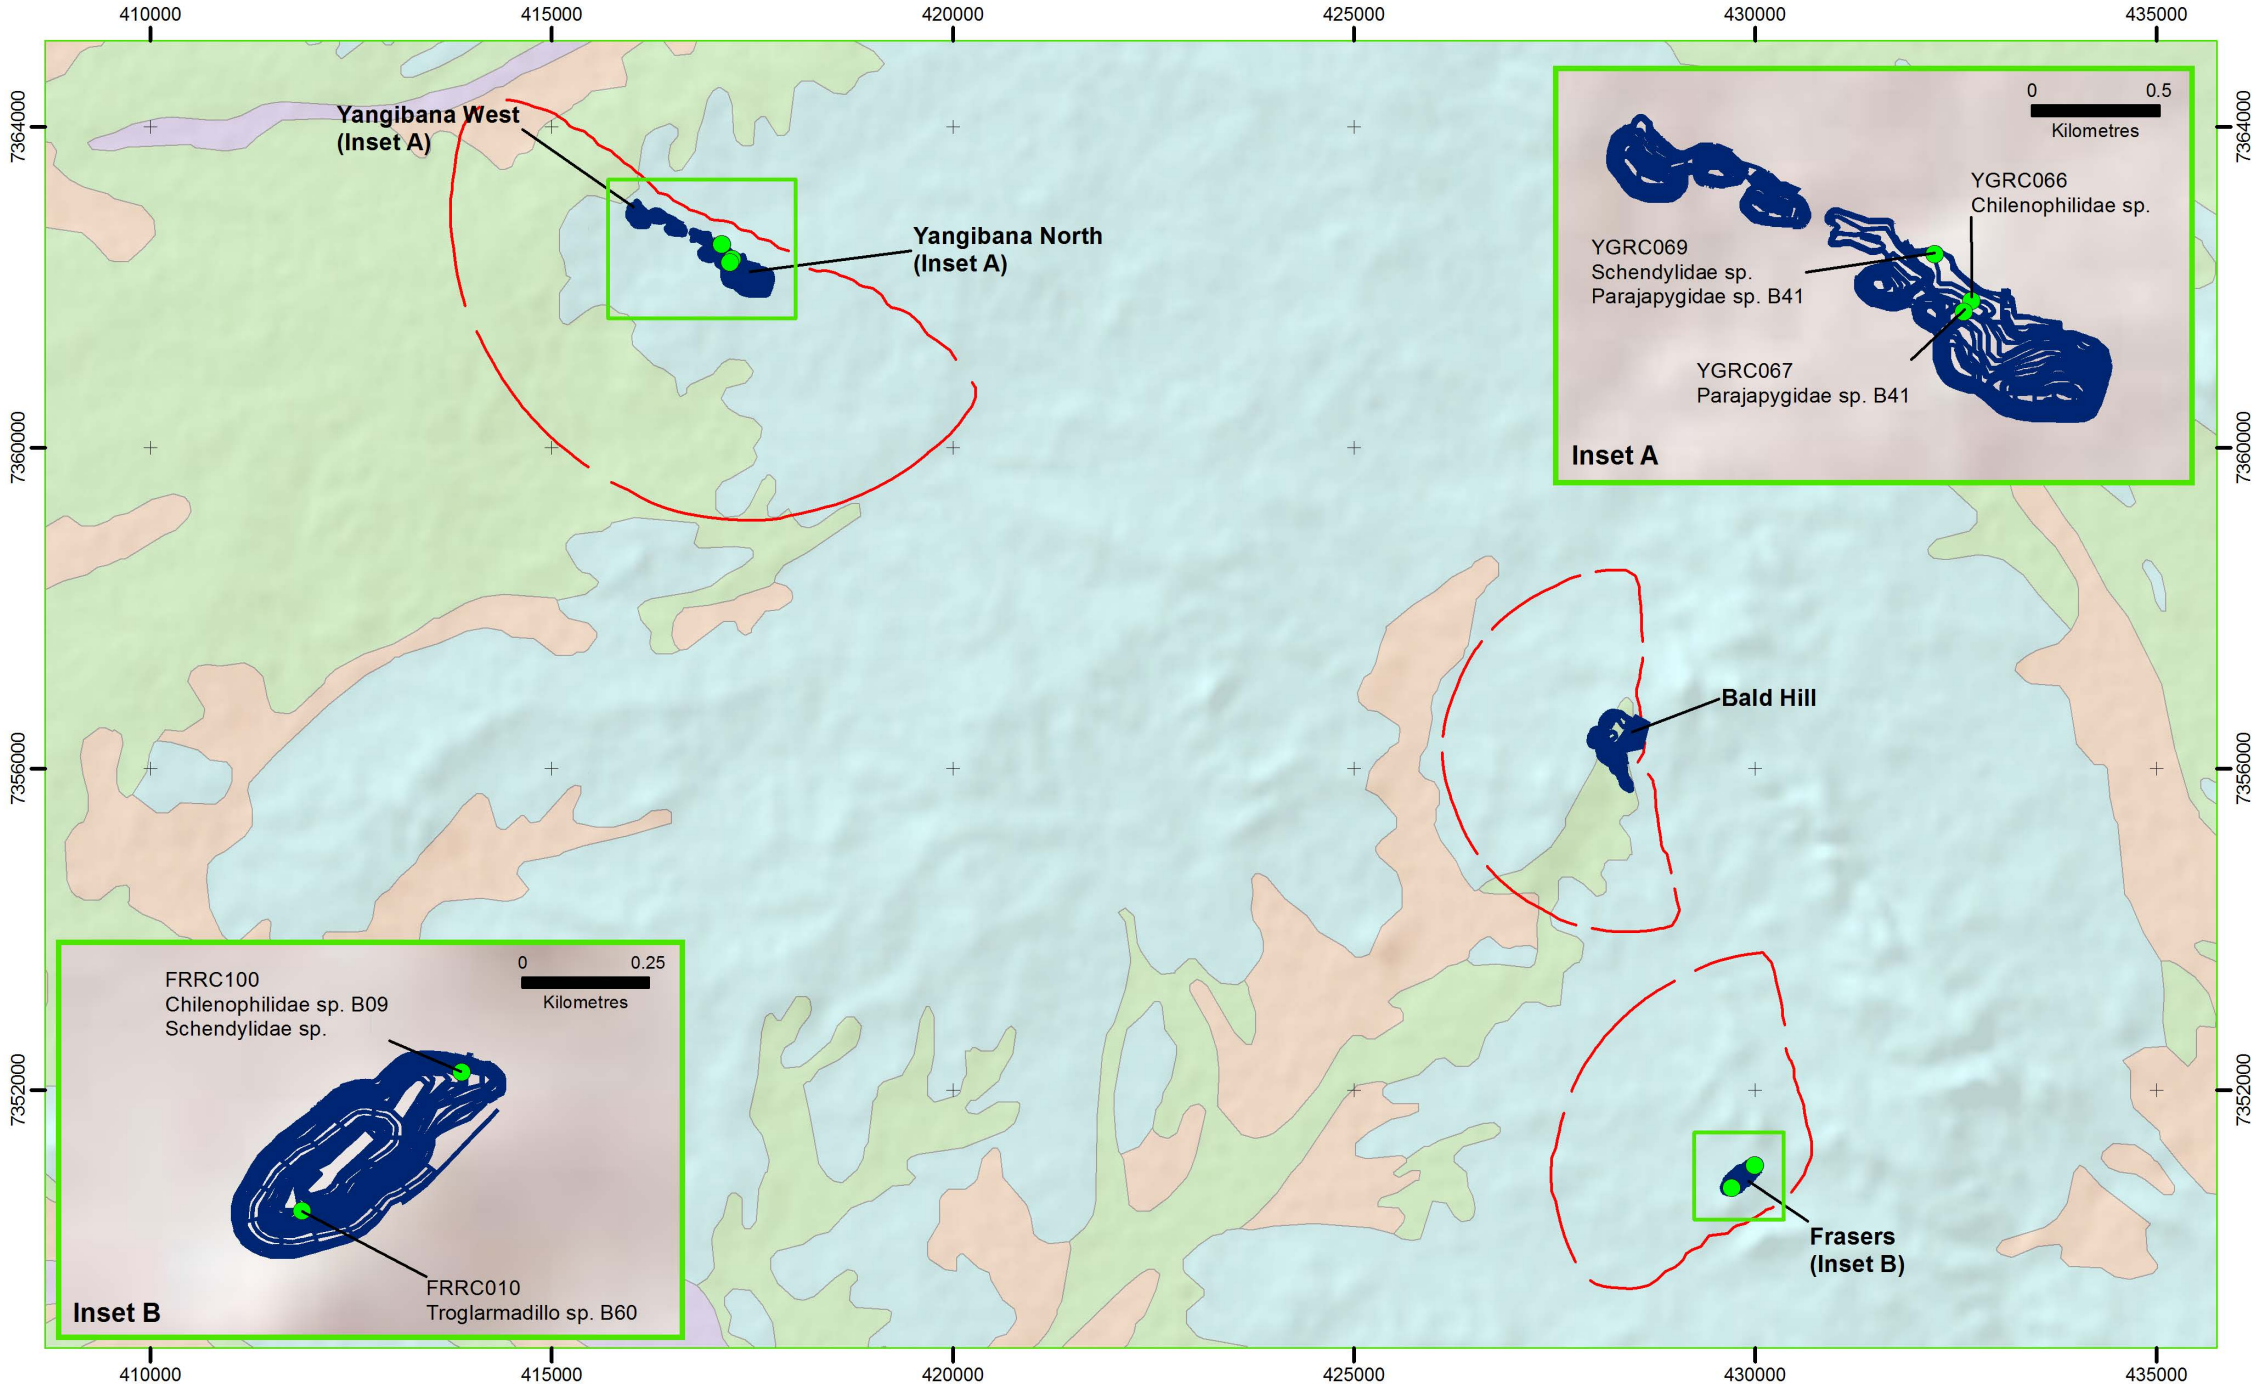 410000
415000
420000
425000
430000
435000
7364000
7364000
Yangibana West
(Inset A)
Yangibana North
(Inset A)
0
0.5
Kilometres
YGRC066
Chilenophilidae sp.
YGRC069
Schendylidae sp.
Parajapygidae sp. B41
YGRC067
Parajapygidae sp. B41
Inset A
7360000
7360000
Bald Hill
7356000
7356000
FRRC100
Chilenophilidae sp. B09
Schendylidae sp.
0
0.25
Kilometres
7352000
7352000
Frasers
(Inset B)
FRRC010
Troglarmadillo sp. B60
Inset B
410000
415000
420000
425000
430000
435000